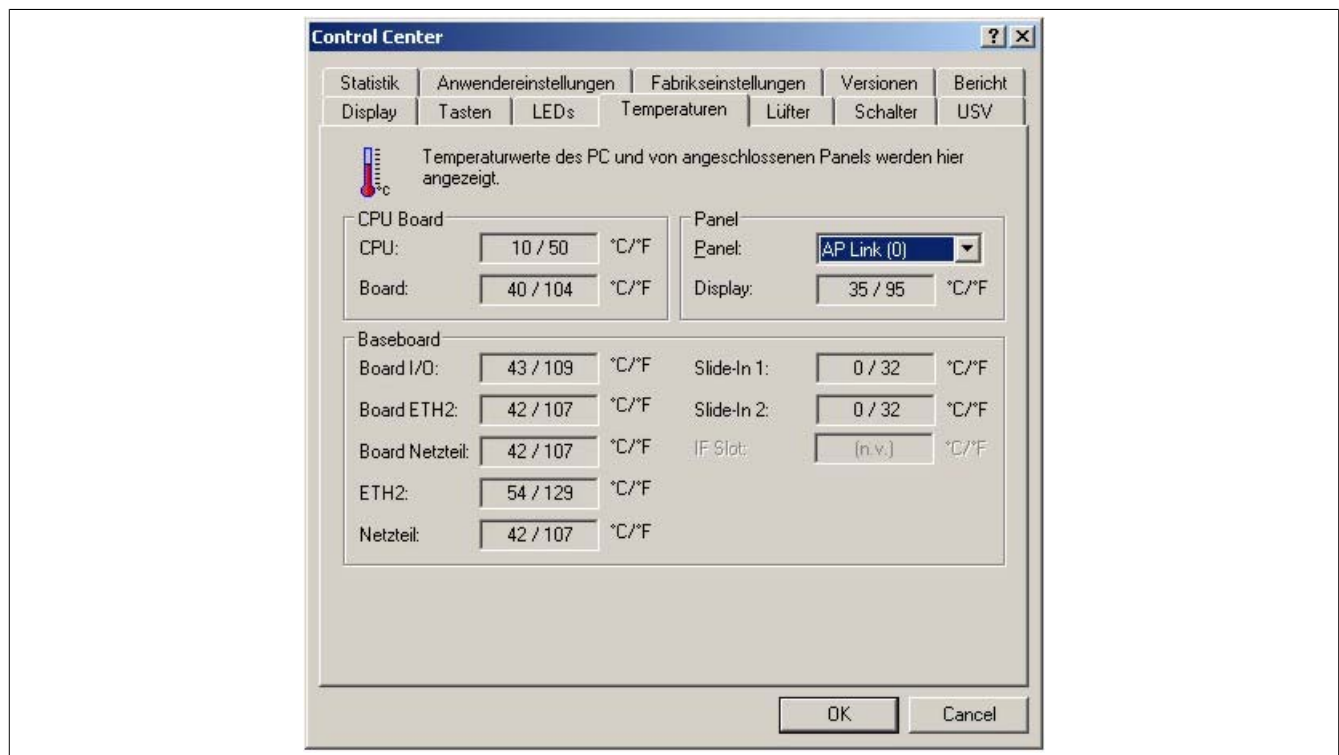 Control Center
Statistik Anwendereinstellungen Fabrikseinstellungen Versionen Bericht
Display Tasten LEDs Temperaturen Lüfter Schalter USV
Temperaturwerte des PC und von angeschlossenen Panels werden hier
angezeigt.
°C
CPU Board
CPU: 10 / 50 °C/°F
Board: 40 / 104 °C/°F
Panel
Panel: AP Link (0)
Display: 35 / 95 °C/°F
Baseboard
Board I/O: 43 / 109 °C/°F Slide-In 1: 0 / 32 °C/°F
Board ETH2: 42 / 107 °C/°F Slide-In 2: 0 / 32 °C/°F
Board Netzteil: 42 / 107 °C/°F IF Slot: (n.v.) °C/°F
ETH2: 54 / 129 °C/°F
Netzteil: 42 / 107 °C/°F
OK Cancel